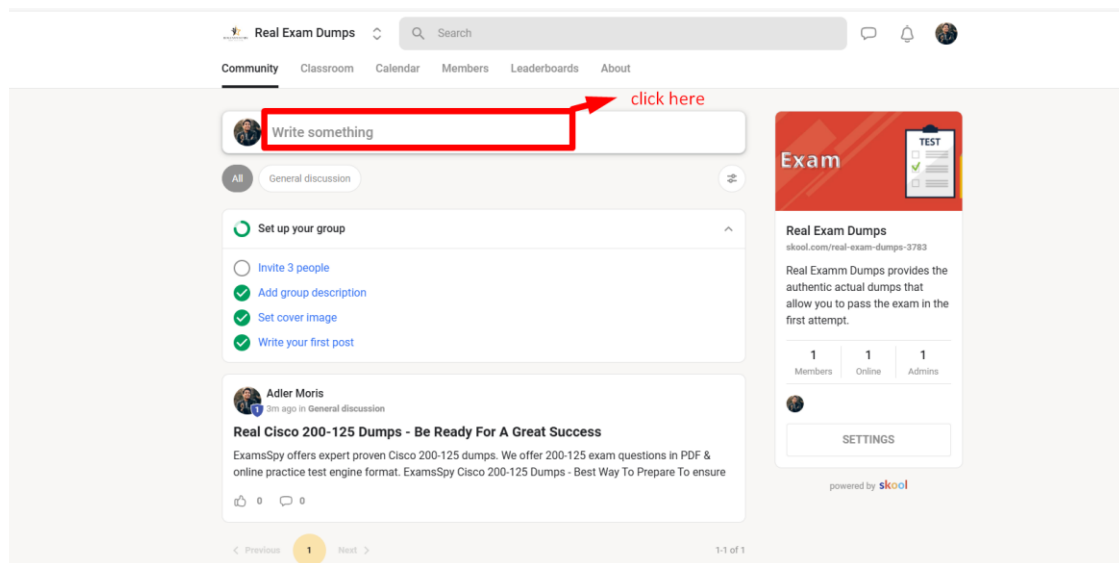 Real Exam Dumps
Search
Community Classroom Calendar Members Leaderboards About
click here
Write something
All General discussion
Set up your group
Invite 3 people
Add group description
Set cover image
Write your first post
1
Adler Moris
3m ago in General discussion
Real Cisco 200-125 Dumps - Be Ready For A Great Success
ExamsSpy offers expert proven Cisco 200-125 dumps. We offer 200-125 exam questions in PDF &
online practice test engine format. ExamsSpy Cisco 200-125 Dumps - Best Way To Prepare To ensure
0 0
< Previous 1 Next > 1-1 of 1
Exam
TEST
Real Exam Dumps
skool.com/real-exam-dumps-3783
Real Examm Dumps provides the
authentic actual dumps that
allow you to pass the exam in the
first attempt.
1 1 1
Members Online Admins
SETTINGS
powered by skool